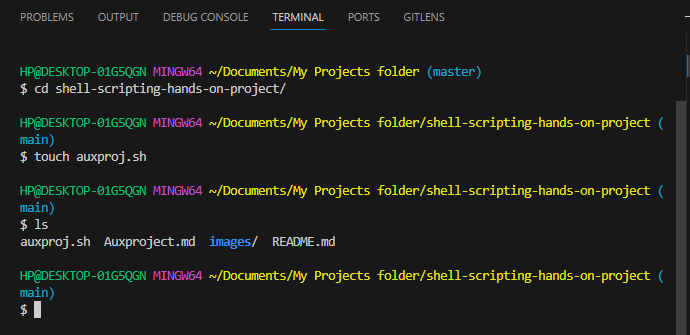 PROBLEMS OUTPUT DEBUG CONSOLE TERMINAL PORTS GITLENS
HP@DESKTOP-01G5QGN MINGW64 ~/Documents/My Projects folder (master)
$ cd shell-scripting-hands-on-project/
HP@DESKTOP-01G5QGN MINGW64 ~/Documents/My Projects folder/shell-scripting-hands-on-project (
main)
$ touch auxproj.sh
HP@DESKTOP-01G5QGN MINGW64 ~/Documents/My Projects folder/shell-scripting-hands-on-project (
main)
$ ls
auxproj.sh  Auxproject.md  images/  README.md
HP@DESKTOP-01G5QGN MINGW64 ~/Documents/My Projects folder/shell-scripting-hands-on-project (
main)
$